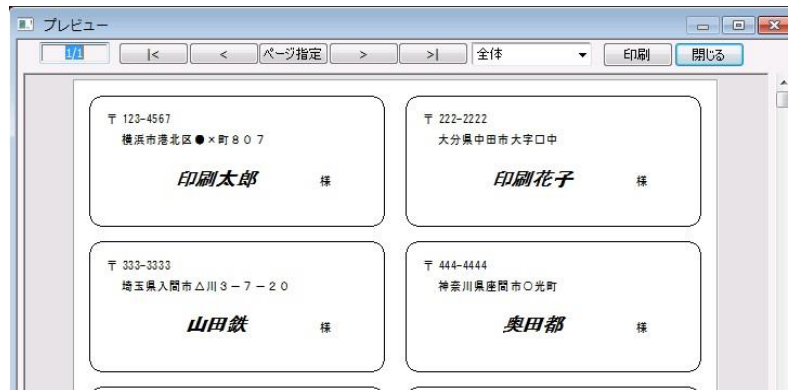 プレビュー
1/1 |< < ページ指定 > >| 全体 印刷 閉じる
〒 123-4567
横浜市港北区●×町８０７
印刷太郎 様
〒 222-2222
大分県中田市大字口中
印刷花子 様
〒 333-3333
埼玉県入間市△川３－７－２０
山田鉄 様
〒 444-4444
神奈川県座間市○光町
奥田都 様